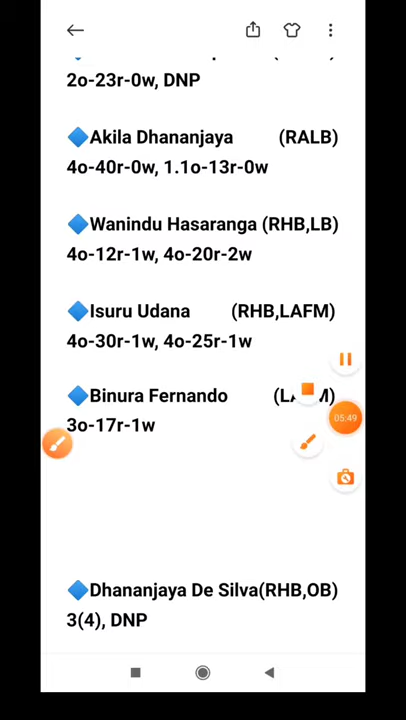 2o-23r-0w, DNP
Akila Dhananjaya (RALB)
4o-40r-0w, 1.1o-13r-0w
Wanindu Hasaranga (RHB,LB)
4o-12r-1w, 4o-20r-2w
Isuru Udana (RHB,LAFM)
4o-30r-1w, 4o-25r-1w
Binura Fernando
05:49
3o-17r-1w
Dhananjaya De Silva(RHB,OB)
3(4), DNP